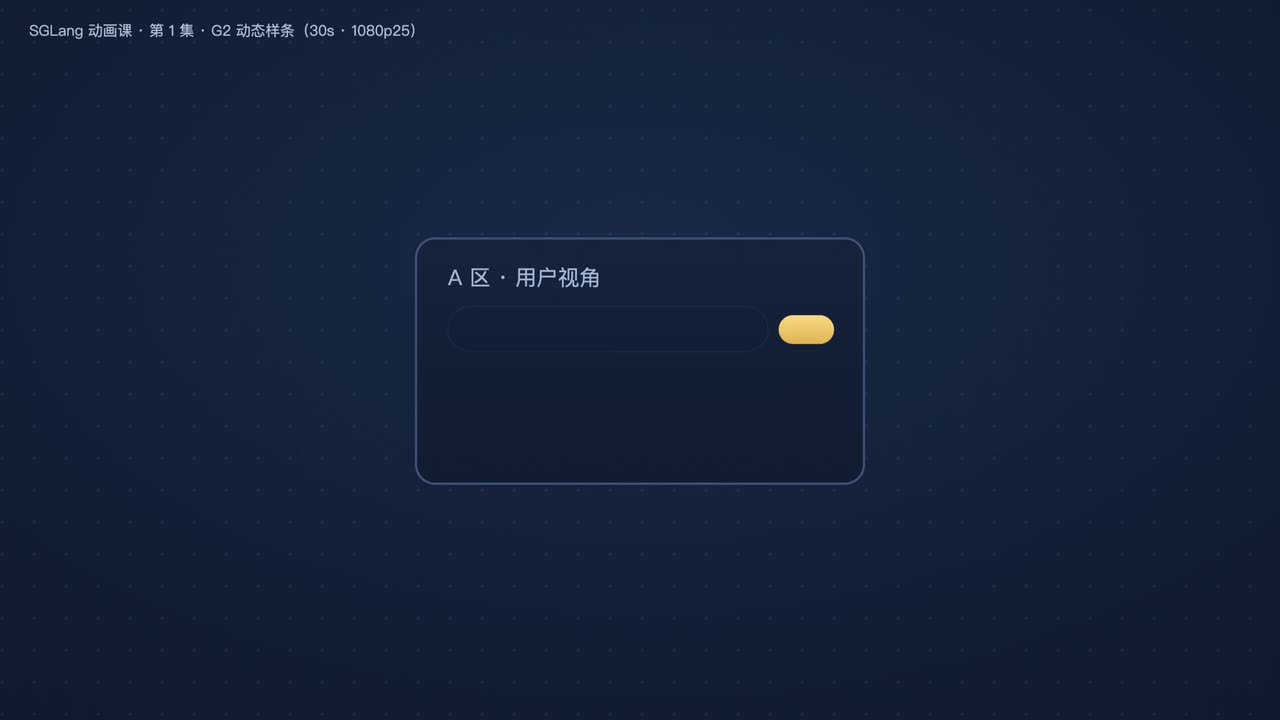 SGLang 动画课 · 第 1 集 · G2 动态样条（30s · 1080p25）
A 区 · 用户视角